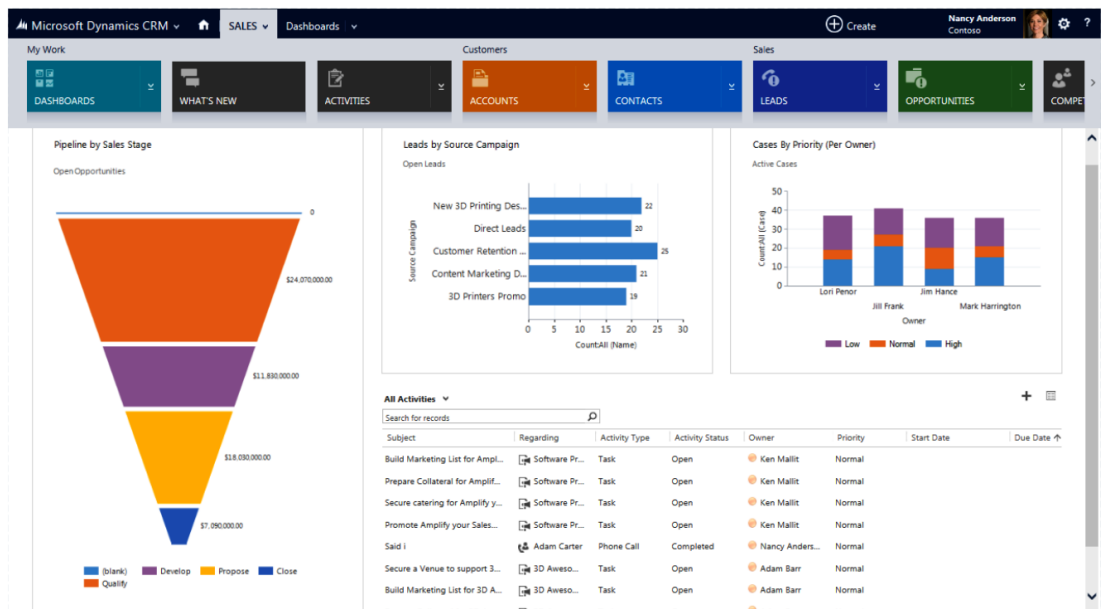 Microsoft Dynamics CRM SALES Dashboards Create Nancy Anderson
Contoso ?
My Work Customers Sales
DASHBOARDS WHAT'S NEW ACTIVITIES ACCOUNTS CONTACTS LEADS OPPORTUNITIES COMPE
Pipeline by Sales Stage
Open Opportunities
0
$24,070,000.00
$11,830,000.00
$18,030,000.00
$7,090,000.00
(blank) Develop Propose Close
Qualify
Leads by Source Campaign
Open Leads
Source Campaign
New 3D Printing Des... 22
Direct Leads 20
Customer Retention ... 25
Content Marketing D... 21
3D Printers Promo 19
0 5 10 15 20 25 30
Count:All (Name)
Cases By Priority (Per Owner)
Active Cases
Count:All (Case)
50
40
30
20
10
0
Lori Penor Jim Hance
Jill Frank Mark Harrington
Owner
Low Normal High
All Activities
Search for records
Subject Regarding Activity Type Activity Status Owner Priority Start Date Due Date
Build Marketing List for Ampl... Software Pr... Task Open Ken Mallit Normal
Prepare Collateral for Amplif... Software Pr... Task Open Ken Mallit Normal
Secure catering for Amplify y... Software Pr... Task Open Ken Mallit Normal
Promote Amplify your Sales... Software Pr... Task Open Ken Mallit Normal
Said i Adam Carter Phone Call Completed Nancy Anders... Normal
Secure a Venue to support 3... 3D Aweso... Task Open Adam Barr Normal
Build Marketing List for 3D A... 3D Aweso... Task Open Adam Barr Normal